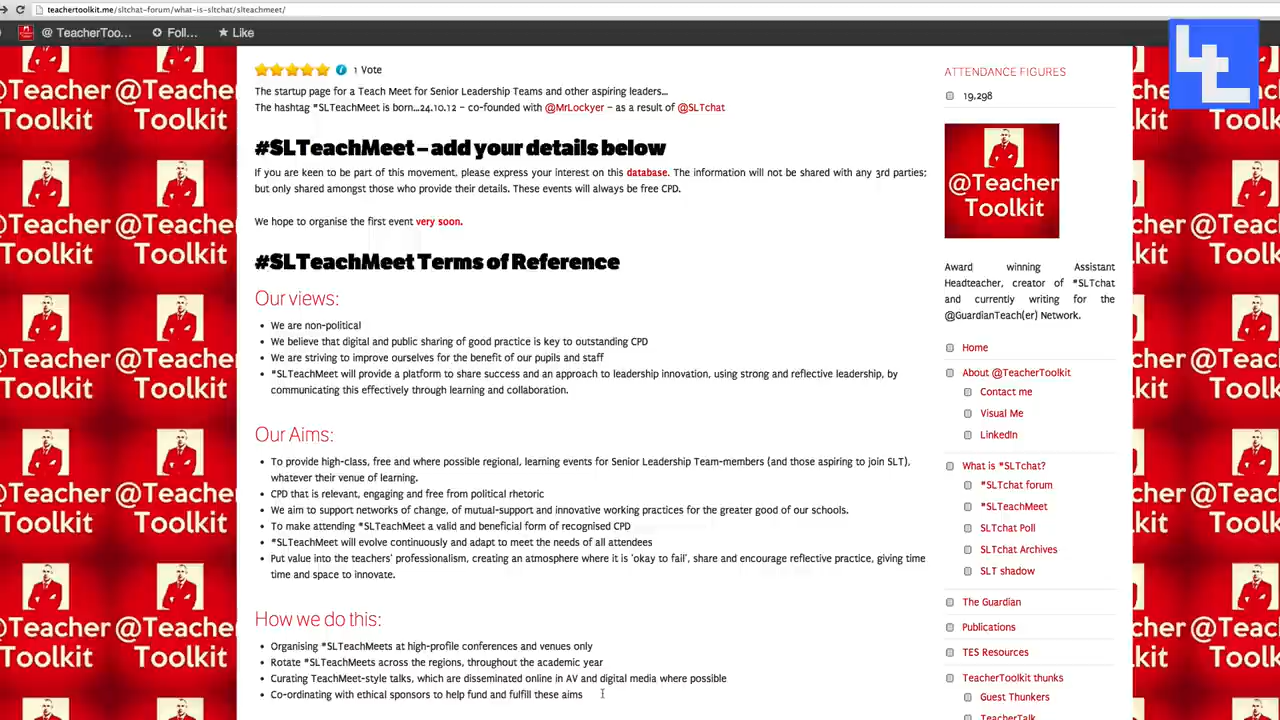 teachertoolkit.me/sltchat-forum/what-is-sltchat/slteachmeet/
@ TeacherToo... Foll... Like
1 Vote
The startup page for a Teach Meet for Senior Leadership Teams and other aspiring leaders...
The hashtag #SLTeachMeet is born...24.10.12 – co-founded with @MrLockyer – as a result of @SLTchat
#SLTeachMeet – add your details below
If you are keen to be part of this movement, please express your interest on this database. The information will not be shared with any 3rd parties;
but only shared amongst those who provide their details. These events will always be free CPD.
We hope to organise the first event very soon.
#SLTeachMeet Terms of Reference
Our views:
• We are non-political
• We believe that digital and public sharing of good practice is key to outstanding CPD
• We are striving to improve ourselves for the benefit of our pupils and staff
• #SLTeachMeet will provide a platform to share success and an approach to leadership innovation, using strong and reflective leadership, by
communicating this effectively through learning and collaboration.
Our Aims:
• To provide high-class, free and where possible regional, learning events for Senior Leadership Team-members (and those aspiring to join SLT),
whatever their venue of learning.
• CPD that is relevant, engaging and free from political rhetoric
• We aim to support networks of change, of mutual-support and innovative working practices for the greater good of our schools.
• To make attending #SLTeachMeet a valid and beneficial form of recognised CPD
• #SLTeachMeet will evolve continuously and adapt to meet the needs of all attendees
• Put value into the teachers' professionalism, creating an atmosphere where it is 'okay to fail', share and encourage reflective practice, giving time
time and space to innovate.
How we do this:
• Organising #SLTeachMeets at high-profile conferences and venues only
• Rotate #SLTeachMeets across the regions, throughout the academic year
• Curating TeachMeet-style talks, which are disseminated online in AV and digital media where possible
• Co-ordinating with ethical sponsors to help fund and fulfill these aims
ATTENDANCE FIGURES
19,298
@Teacher
Toolkit
Award winning Assistant
Headteacher, creator of #SLTchat
and currently writing for the
@GuardianTeach(er) Network.
Home
About @TeacherToolkit
Contact me
Visual Me
LinkedIn
What is #SLTchat?
#SLTchat forum
#SLTeachMeet
SLTchat Poll
SLTchat Archives
SLT shadow
The Guardian
Publications
TES Resources
TeacherToolkit thunks
Guest Thunkers
TeacherTalk
@Teacher @Teacher
Toolkit Toolkit